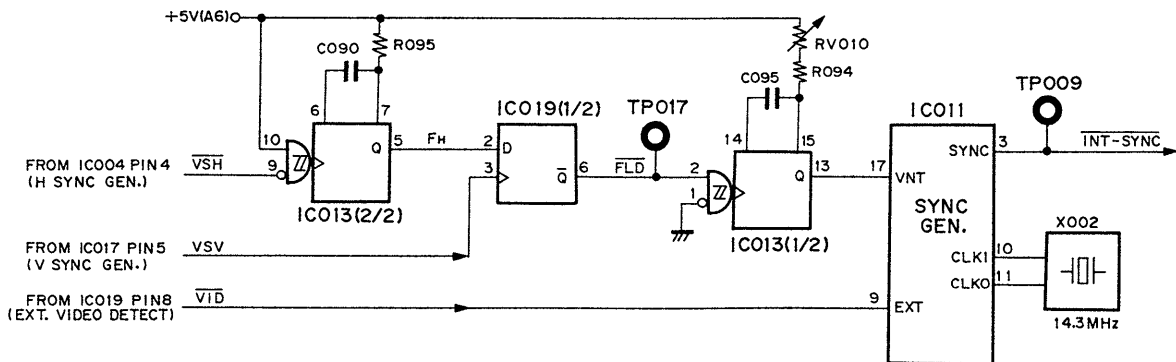 +5V(A6)
C090
R095
RV010
R094
C095
6
7
IC019(1/2)
TP017
14
15
IC011
TP009
10
9
Q
5
FH
2
D
3
Q
6
FLD
2
1
Q
13
17
VNT
SYNC
3
INT-SYNC
FROM IC004 PIN 4
(H SYNC GEN.)
VSH
IC013(2/2)
IC013(1/2)
SYNC
GEN.
X002
FROM IC017 PIN5
(V SYNC GEN.)
VSV
CLKI
10
CLKO
11
FROM IC019 PIN8
(EXT. VIDEO DETECT)
VID
9
EXT
14.3MHz